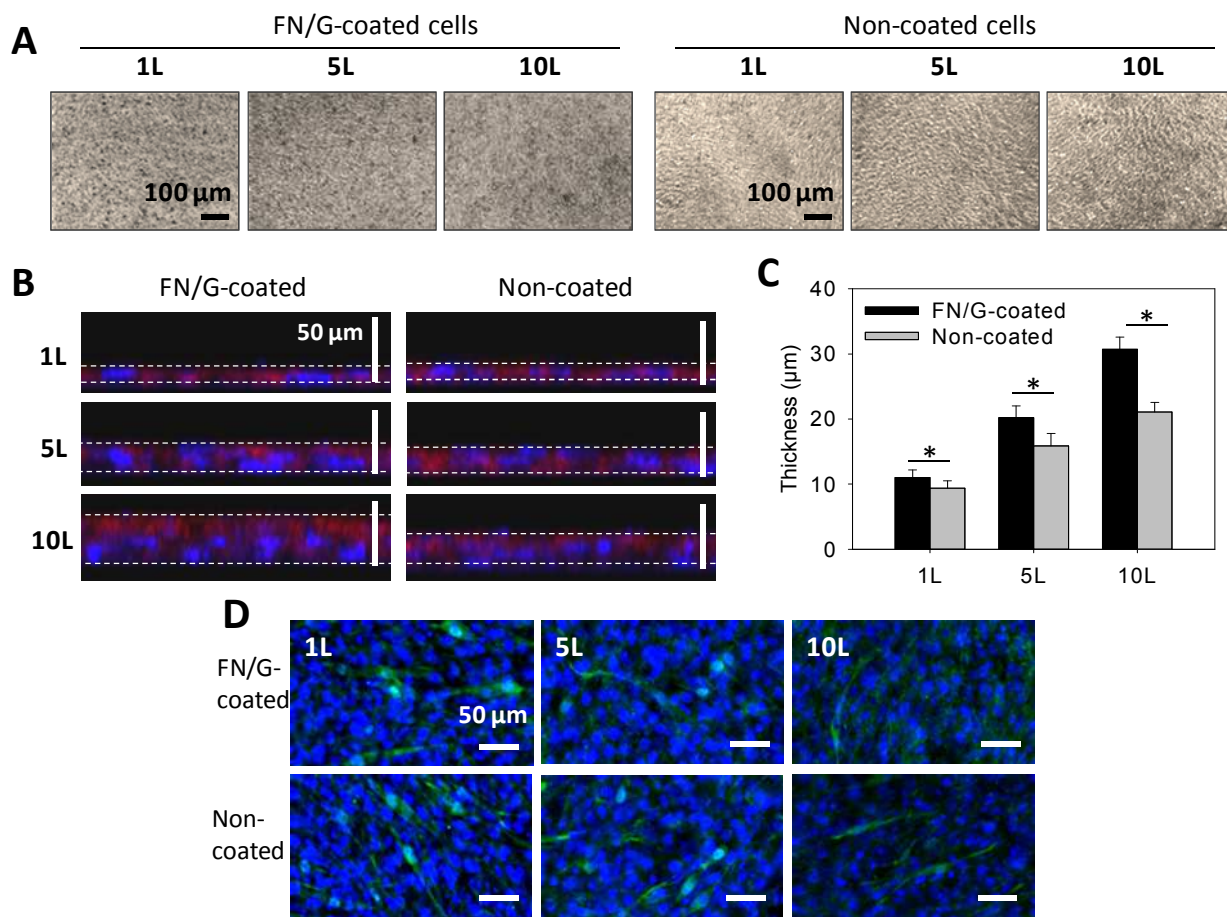 A
FN/G-coated cells
Non-coated cells
1L
5L
10L
1L
5L
10L
100 µm
100 µm
B
FN/G-coated
Non-coated
1L
50 µm
5L
10L
C
40
30
20
10
0
Thickness (µm)
FN/G-coated
Non-coated
*
*
*
1L
5L
10L
D
FN/G-
coated
1L
5L
10L
50 µm
Non-
coated